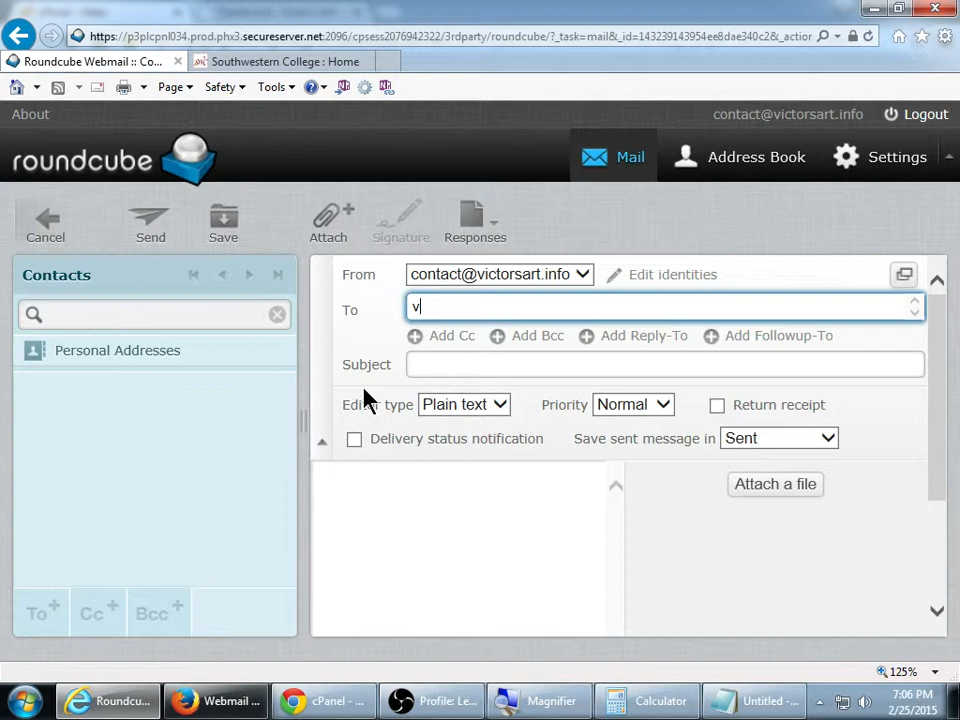 https://p3plcpnl034.prod.phx3.secureserver.net:2096/cpsess2076942322/3rdparty/roundcube/?_task=mail&_id=143239143954ee8dae340c2&_actior
Roundcube Webmail :: Co...
Southwestern College : Home
Page
Safety
Tools
About
contact@victorsart.info
Logout
roundcube
Mail
Address Book
Settings
Cancel
Send
Save
Attach
Signature
Responses
Contacts
Personal Addresses
To
Cc
Bcc
From
contact@victorsart.info
Edit identities
To
v
Add Cc
Add Bcc
Add Reply-To
Add Followup-To
Subject
Editor type
Plain text
Priority
Normal
Return receipt
Delivery status notification
Save sent message in
Sent
Attach a file
125%
Roundcu...
Webmail ...
cPanel - ...
Profile: Le...
Magnifier
Calculator
Untitled - ...
7:06 PM
2/25/2015